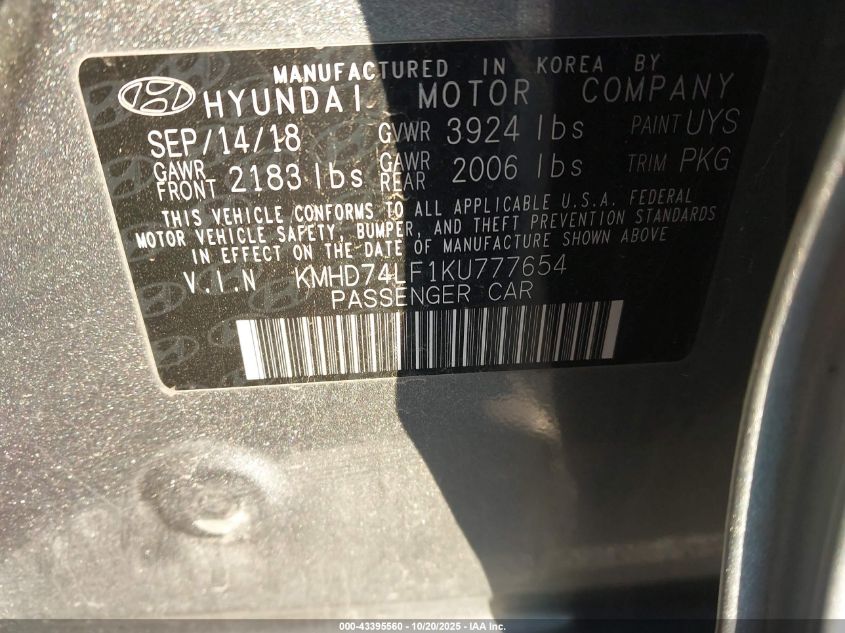 MANUFACTURED IN KOREA BY
HYUNDAI MOTOR COMPANY
SEP/14/18 GVWR 3924 lbs PAINT UYS
GAWR FRONT 2183 lbs GAWR REAR 2006 lbs TRIM PKG
THIS VEHICLE CONFORMS TO ALL APPLICABLE U.S.A. FEDERAL
MOTOR VEHICLE SAFETY, BUMPER, AND THEFT PREVENTION STANDARDS
IN EFFECT ON THE DATE OF MANUFACTURE SHOWN ABOVE
V.I.N KMHD74LF1KU777654
PASSENGER CAR
000-43395560 - 10/20/2025 - IAA Inc.